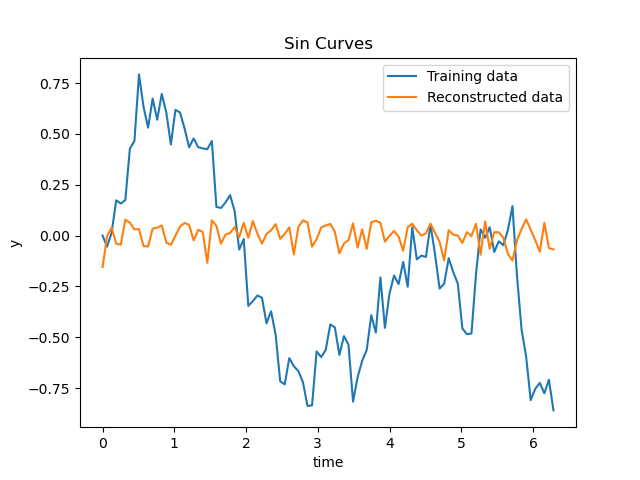 Sin Curves
Training data
Reconstructed data
y
0.75
0.50
0.25
0.00
−0.25
−0.50
−0.75
0 1 2 3 4 5 6
time